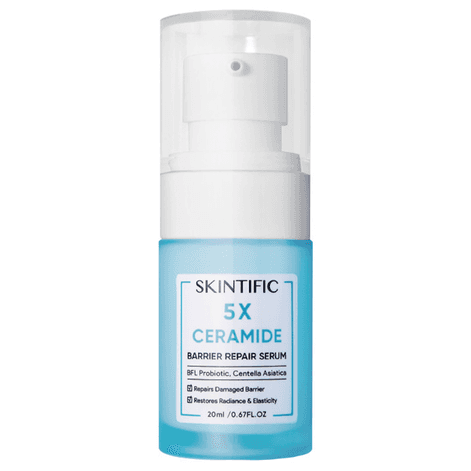 SKINTIFIC
5X
CERAMIDE
BARRIER REPAIR SERUM
BFL Probiotic, Centella Asiatica
Repairs Damaged Barrier
Restores Radiance & Elasticity
20ml /0.67FL.OZ